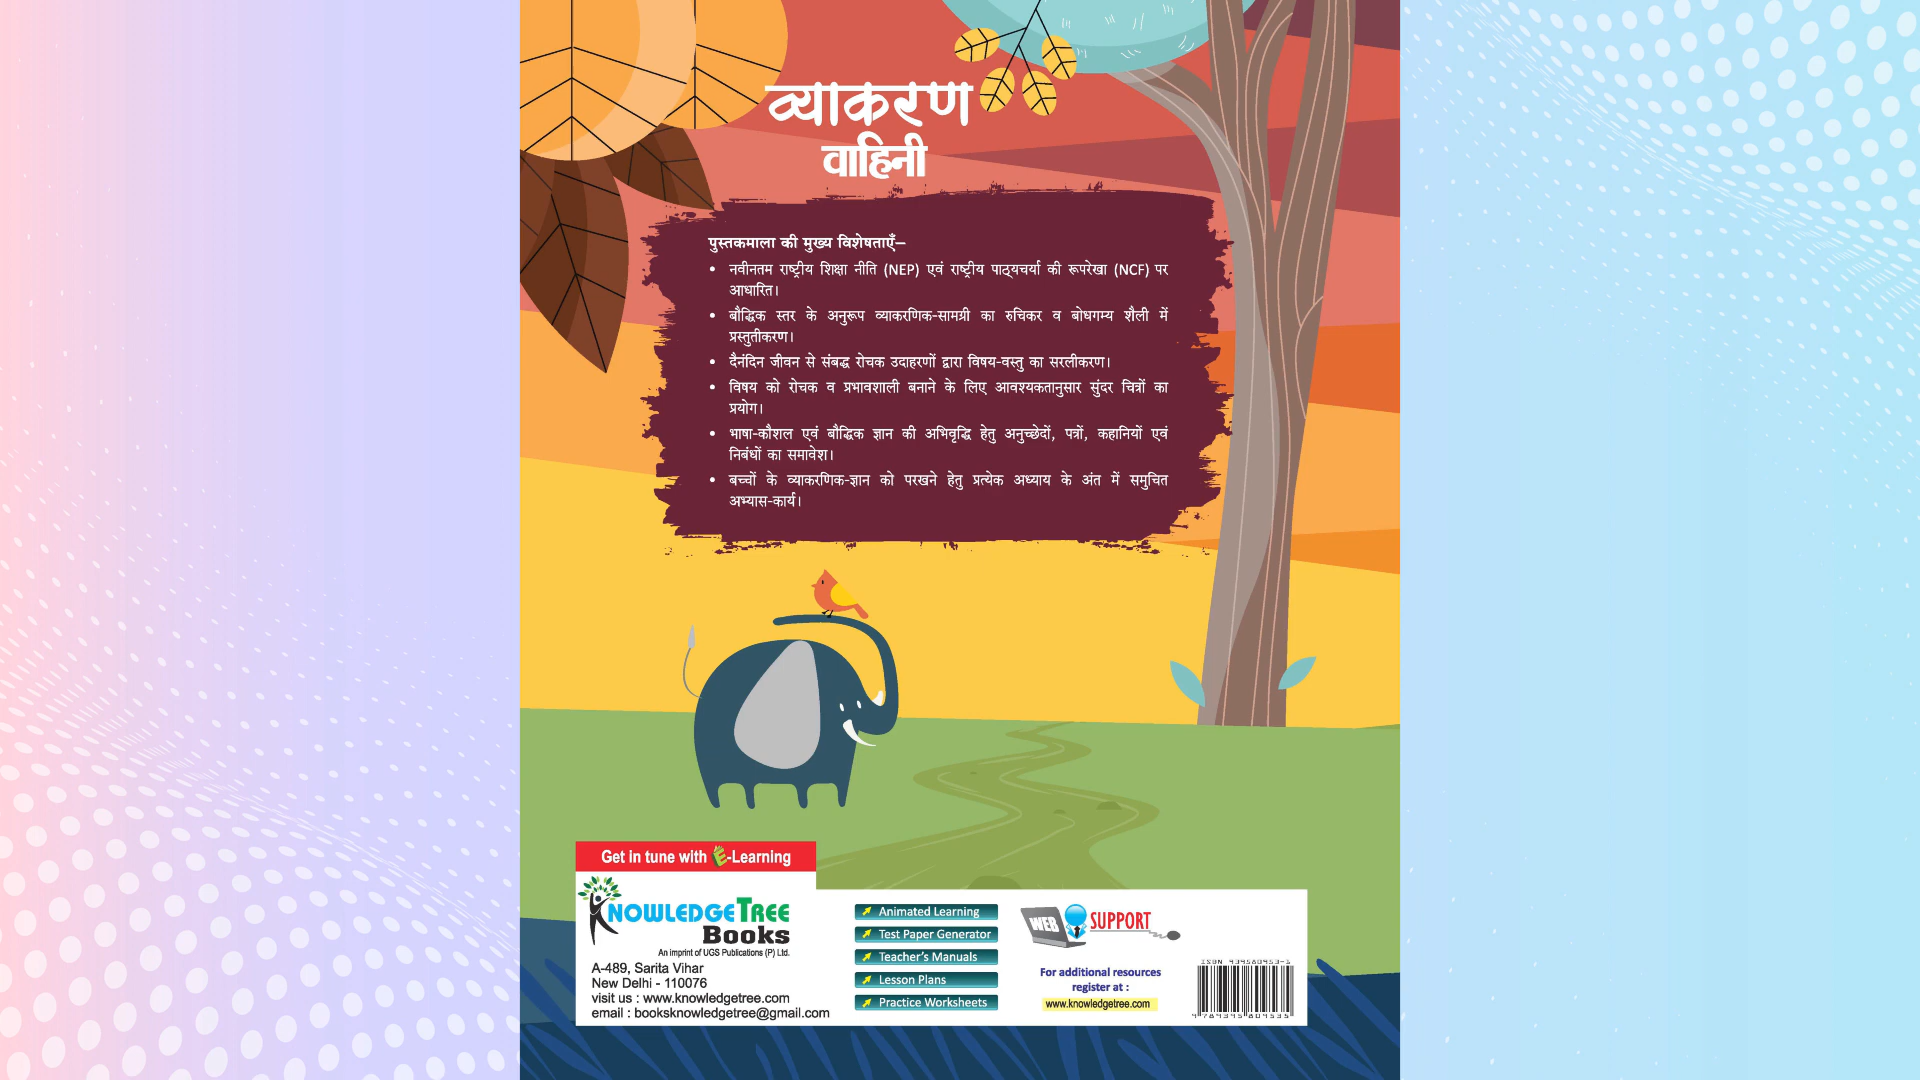 व्याकरण
वाहिनी
पुस्तकमाला की मुख्य विशेषताएँ–
• नवीनतम राष्ट्रीय शिक्षा नीति (NEP) एवं राष्ट्रीय पाठ्यचर्या की रूपरेखा (NCF) पर
आधारित।
• बौद्धिक स्तर के अनुरूप व्याकरणिक-सामग्री का रुचिकर व बोधगम्य शैली में
प्रस्तुतीकरण।
• दैनंदिन जीवन से संबद्ध रोचक उदाहरणों द्वारा विषय-वस्तु का सरलीकरण।
• विषय को रोचक व प्रभावशाली बनाने के लिए आवश्यकतानुसार सुंदर चित्रों का
प्रयोग।
• भाषा-कौशल एवं बौद्धिक ज्ञान की अभिवृद्धि हेतु अनुच्छेदों, पत्रों, कहानियों एवं
निबंधों का समावेश।
• बच्चों के व्याकरणिक-ज्ञान को परखने हेतु प्रत्येक अध्याय के अंत में समुचित
अभ्यास-कार्य।
Get in tune with E-Learning
KNOWLEDGETREE
Books
An imprint of UGS Publications (P) Ltd.
A-489, Sarita Vihar
New Delhi - 110076
visit us : www.knowledgetree.com
email : booksknowledgetree@gmail.com
Animated Learning
Test Paper Generator
Teacher's Manuals
Lesson Plans
Practice Worksheets
WEB SUPPORT
For additional resources
register at :
www.knowledgetree.com
ISBN 939580453-1
9789395804535